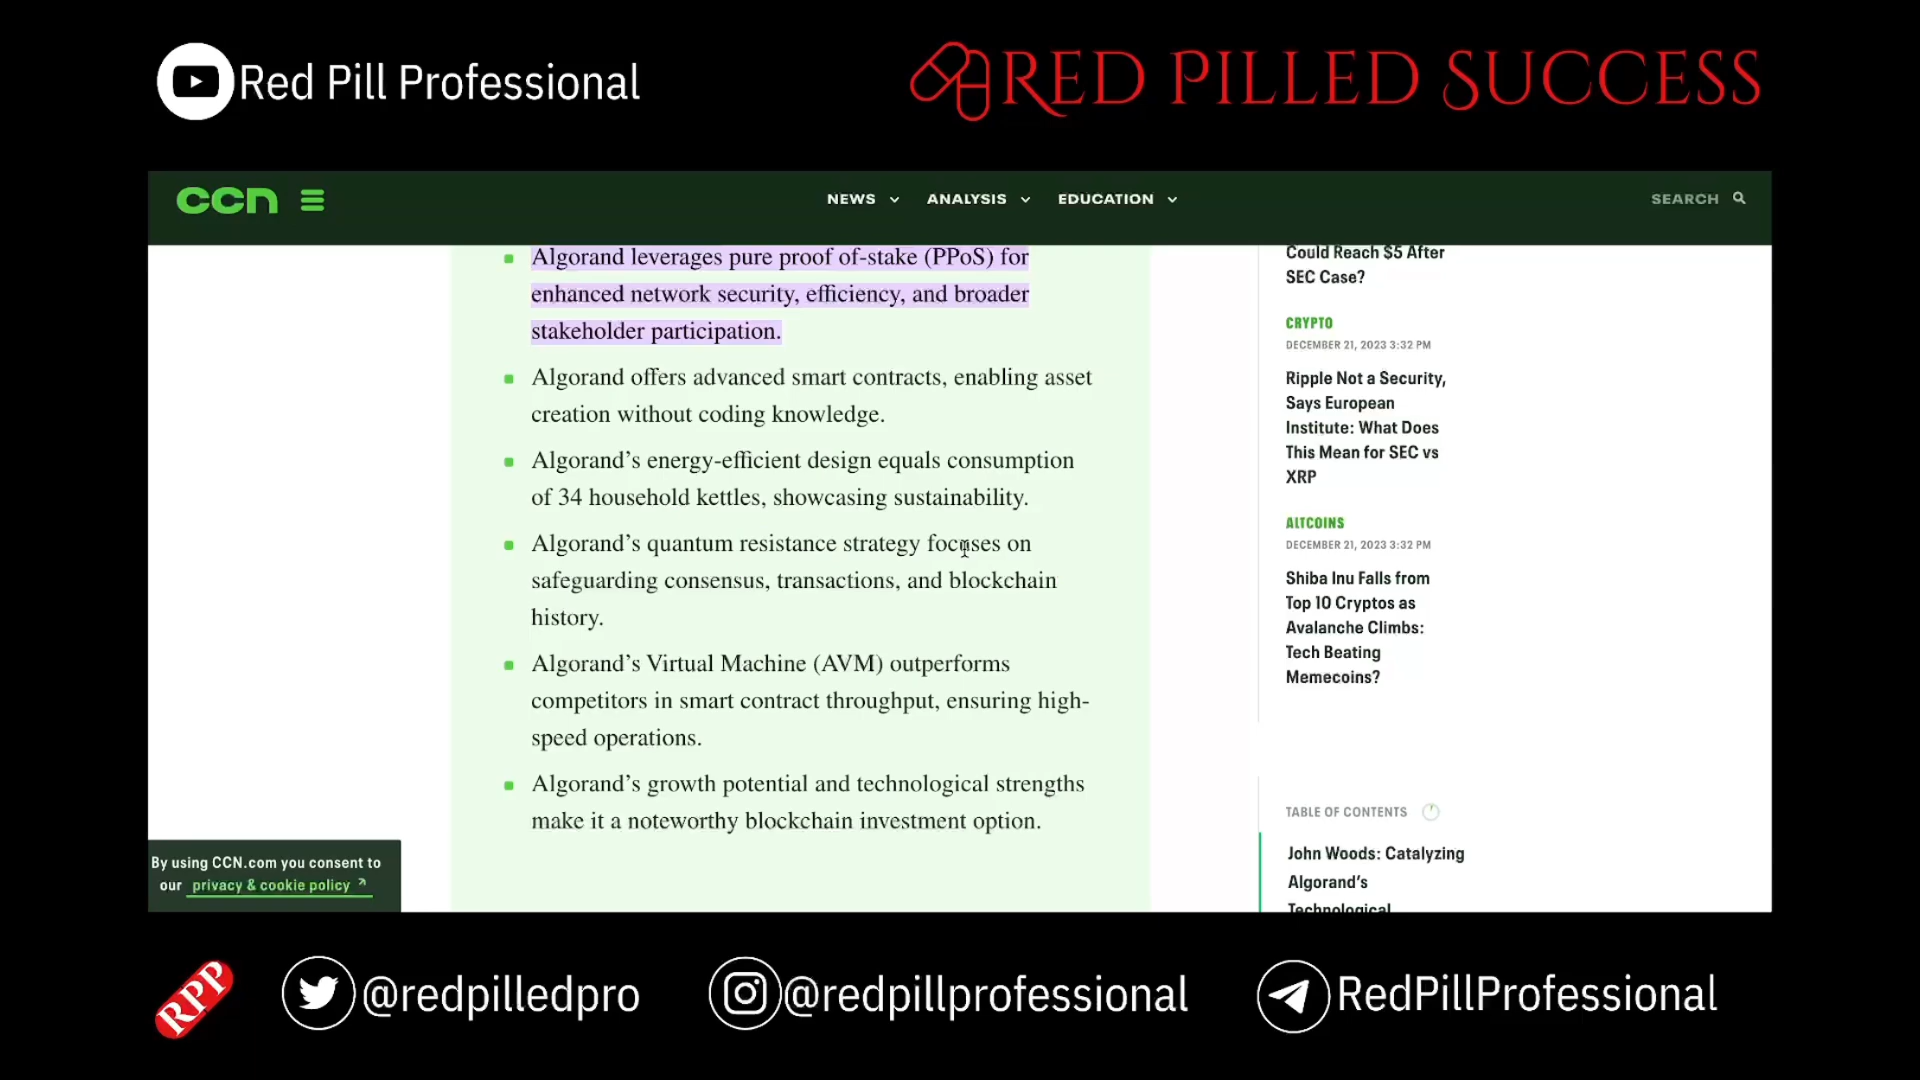 Red Pill Professional
RED PILLED SUCCESS
ccn
NEWS
ANALYSIS
EDUCATION
SEARCH
Algorand leverages pure proof of-stake (PPoS) for
enhanced network security, efficiency, and broader
stakeholder participation.
Algorand offers advanced smart contracts, enabling asset
creation without coding knowledge.
Algorand’s energy-efficient design equals consumption
of 34 household kettles, showcasing sustainability.
Algorand’s quantum resistance strategy focuses on
safeguarding consensus, transactions, and blockchain
history.
Algorand’s Virtual Machine (AVM) outperforms
competitors in smart contract throughput, ensuring high-
speed operations.
Algorand’s growth potential and technological strengths
make it a noteworthy blockchain investment option.
Could Reach $5 After
SEC Case?
CRYPTO
DECEMBER 21, 2023 3:32 PM
Ripple Not a Security,
Says European
Institute: What Does
This Mean for SEC vs
XRP
ALTCOINS
DECEMBER 21, 2023 3:32 PM
Shiba Inu Falls from
Top 10 Cryptos as
Avalanche Climbs:
Tech Beating
Memecoins?
TABLE OF CONTENTS
John Woods: Catalyzing
Algorand’s
Technological
By using CCN.com you consent to
our privacy & cookie policy
RPP
@redpilledpro
@redpillprofessional
RedPillProfessional